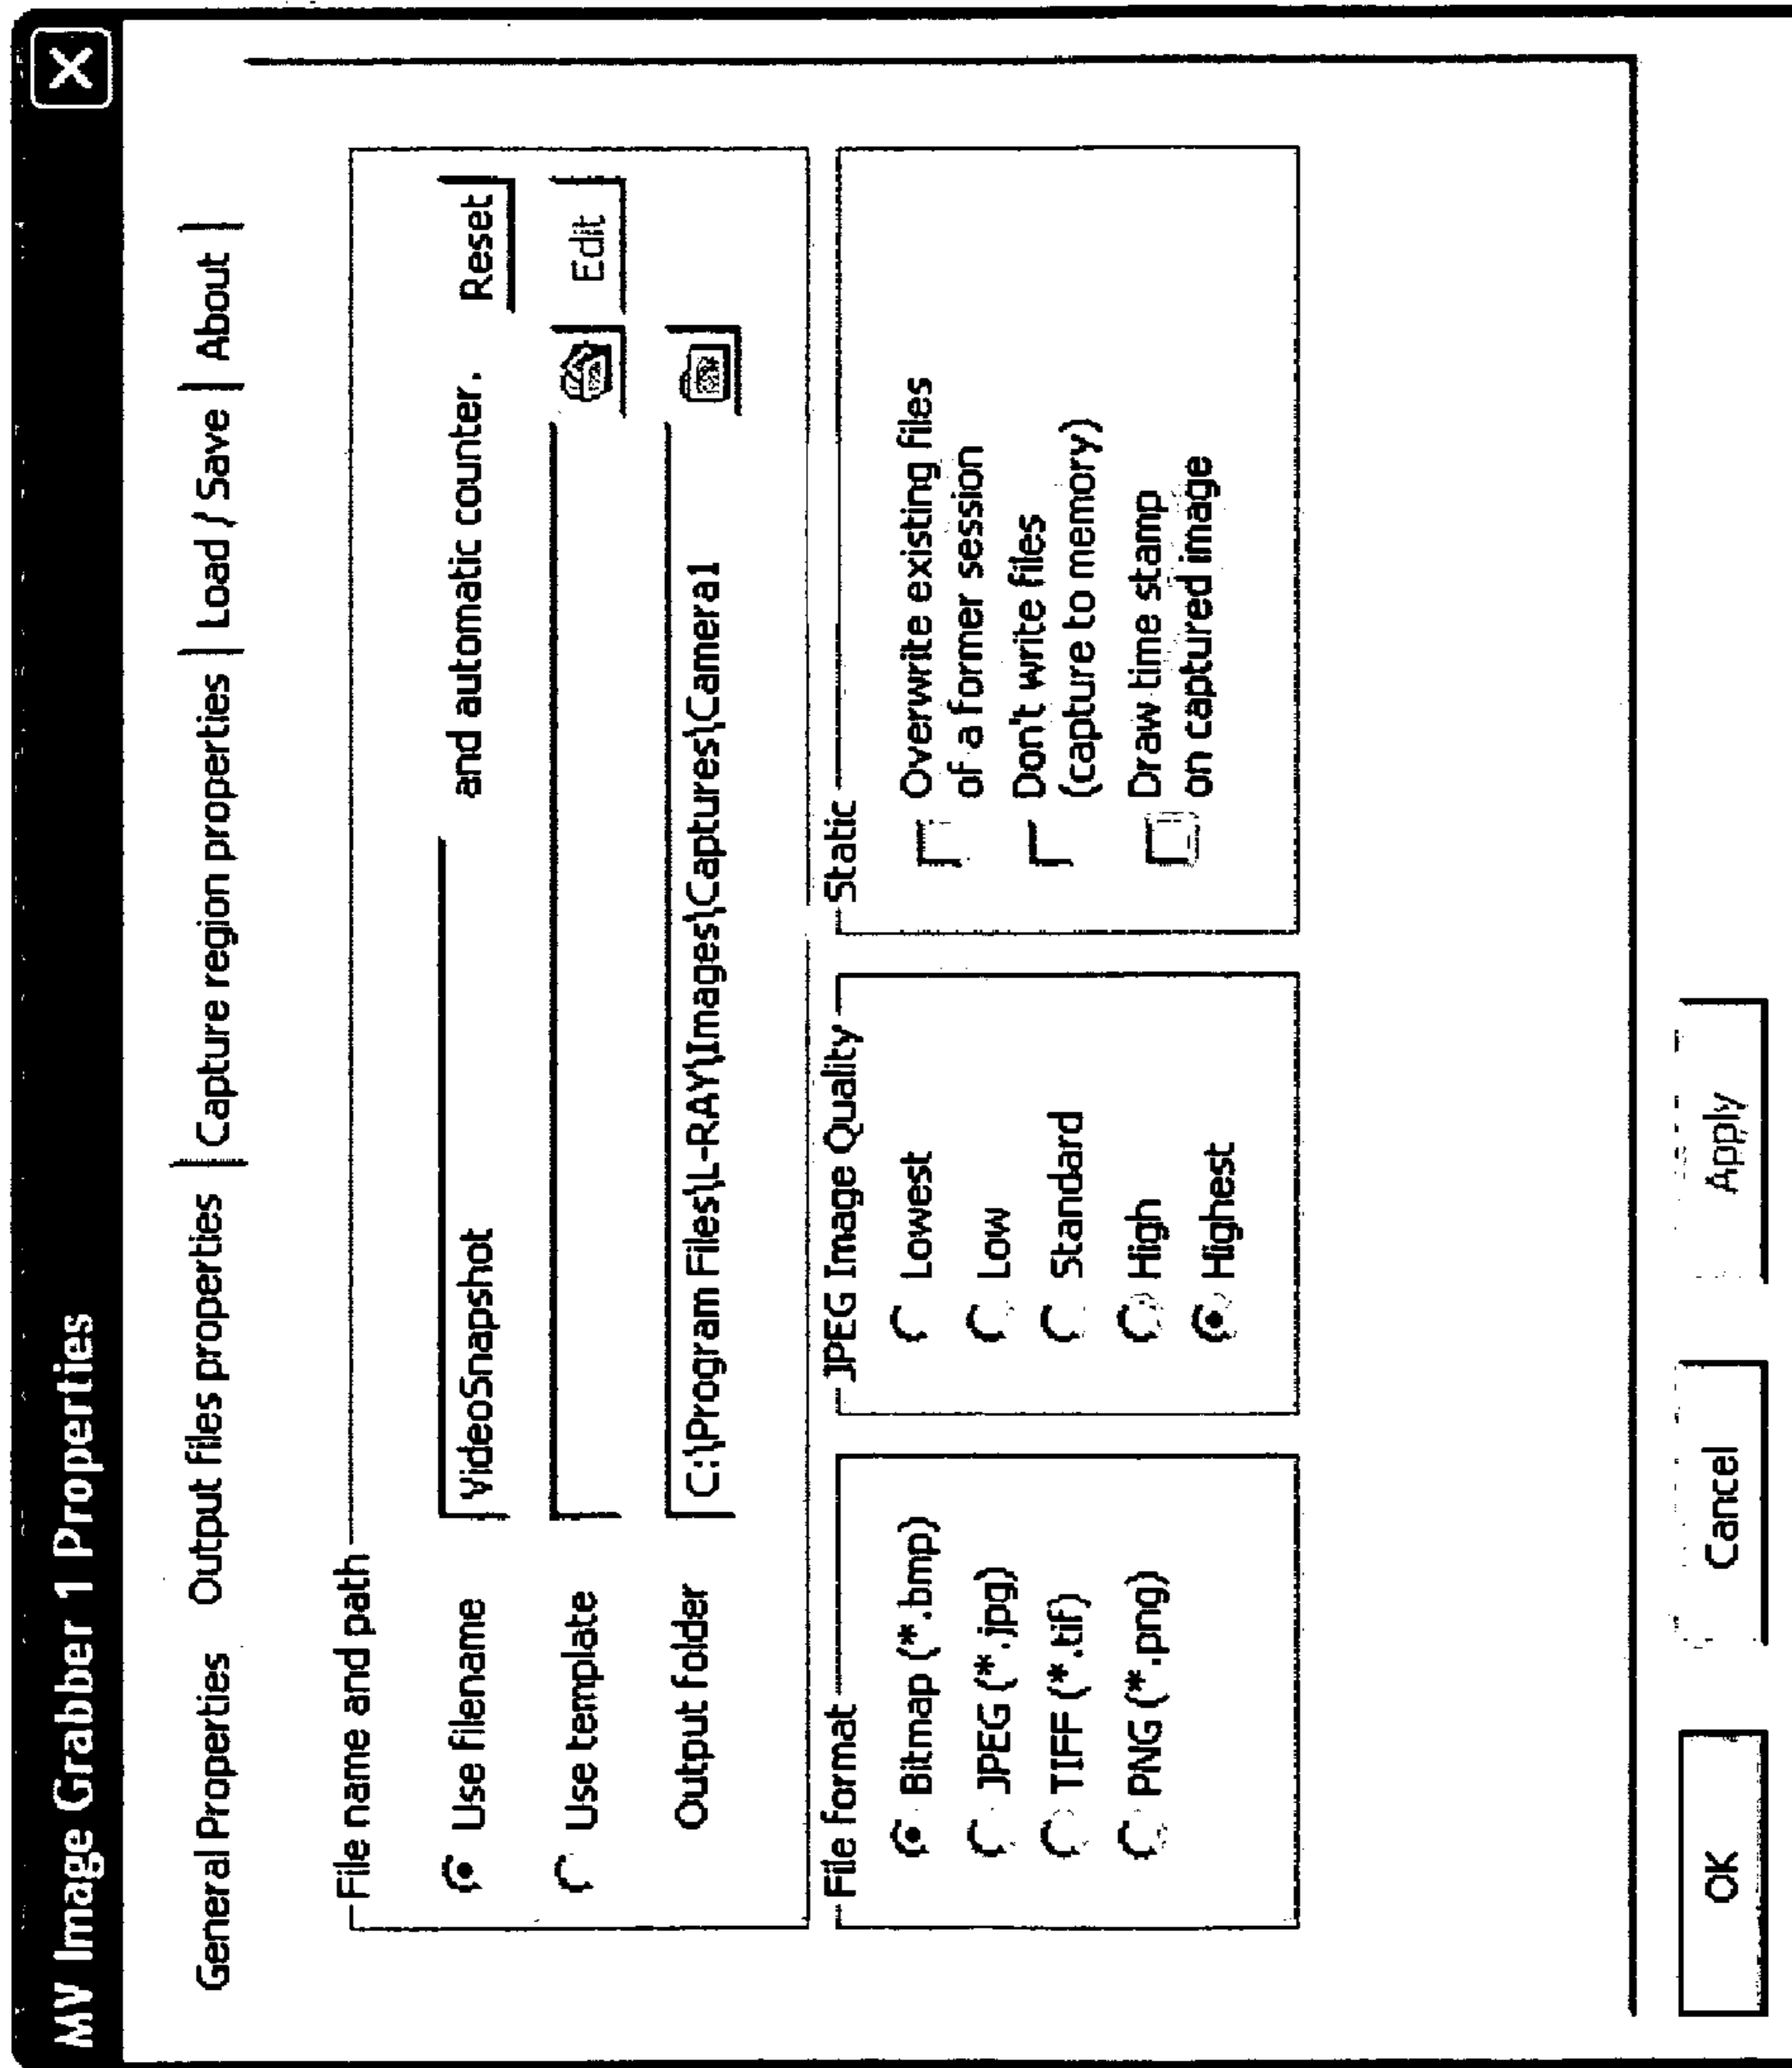 MV Image Grabber 1 Properties
General Properties Output files properties Capture region properties Load / Save About
File name and path
Use filename VideoSnapshot and automatic counter. Reset
Use template Edit
Output folder C:\Program Files\L-RAY\Images\Captures\Camera1
File format
Bitmap (*.bmp)
JPEG (*.jpg)
TIFF (*.tif)
PNG (*.png)
JPEG Image Quality
Lowest
Low
Standard
High
Highest
Static
Overwrite existing files
of a former session
Don't write files
(capture to memory)
Draw time stamp
on captured image
OK Cancel Apply